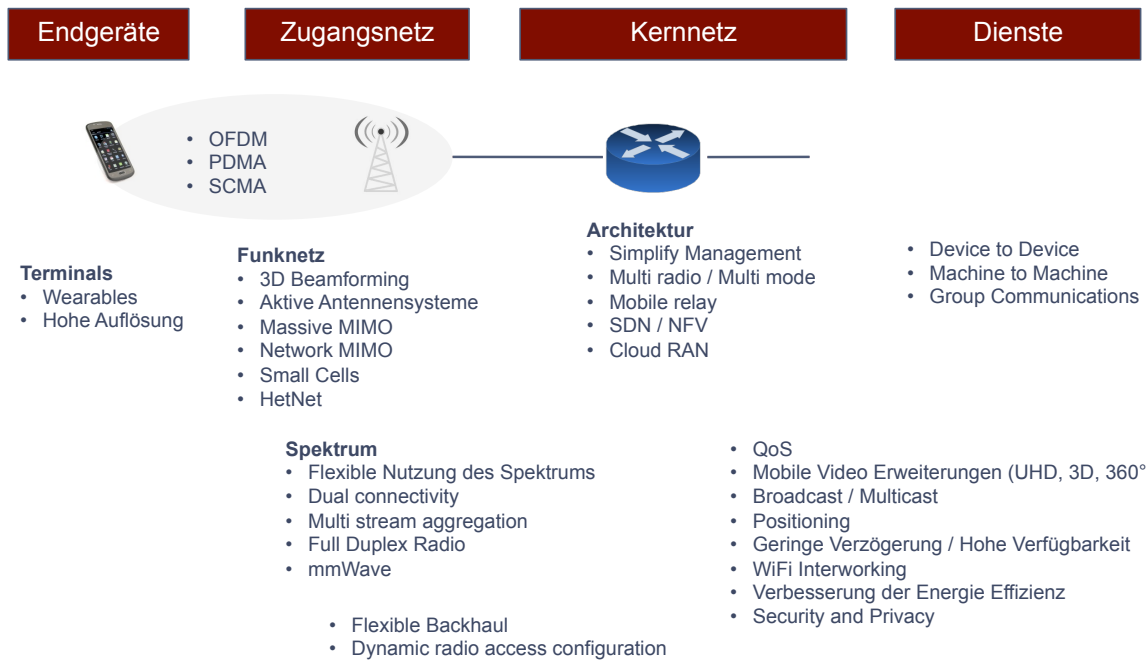 Endgeräte
Zugangsnetz
Kernnetz
Dienste
• OFDM
• PDMA
• SCMA
Terminals
• Wearables
• Hohe Auflösung
Funknetz
• 3D Beamforming
• Aktive Antennensysteme
• Massive MIMO
• Network MIMO
• Small Cells
• HetNet
Architektur
• Simplify Management
• Multi radio / Multi mode
• Mobile relay
• SDN / NFV
• Cloud RAN
• Device to Device
• Machine to Machine
• Group Communications
Spektrum
• Flexible Nutzung des Spektrums
• Dual connectivity
• Multi stream aggregation
• Full Duplex Radio
• mmWave
• Flexible Backhaul
• Dynamic radio access configuration
• QoS
• Mobile Video Erweiterungen (UHD, 3D, 360°
• Broadcast / Multicast
• Positioning
• Geringe Verzögerung / Hohe Verfügbarkeit
• WiFi Interworking
• Verbesserung der Energie Effizienz
• Security and Privacy